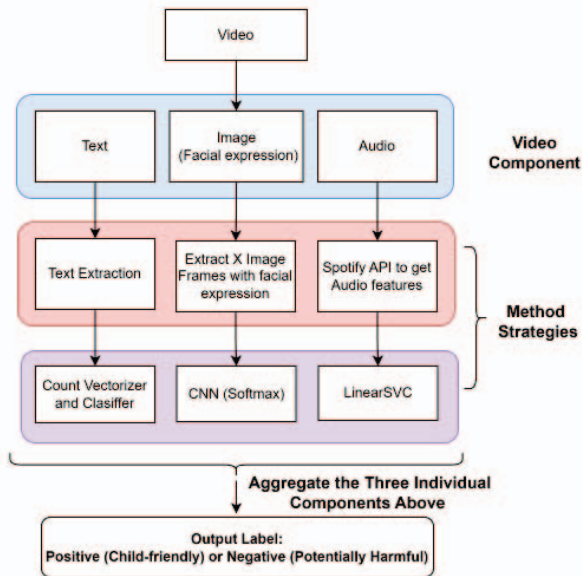 Video
Text
Image
(Facial expression)
Audio
Video
Component
Text Extraction
Extract X Image
Frames with facial
expression
Spotify API to get
Audio features
Method
Strategies
Count Vectorizer
and Clasiffer
CNN (Softmax)
LinearSVC
Aggregate the Three Individual
Components Above
Output Label:
Positive (Child-friendly) or Negative (Potentially Harmful)